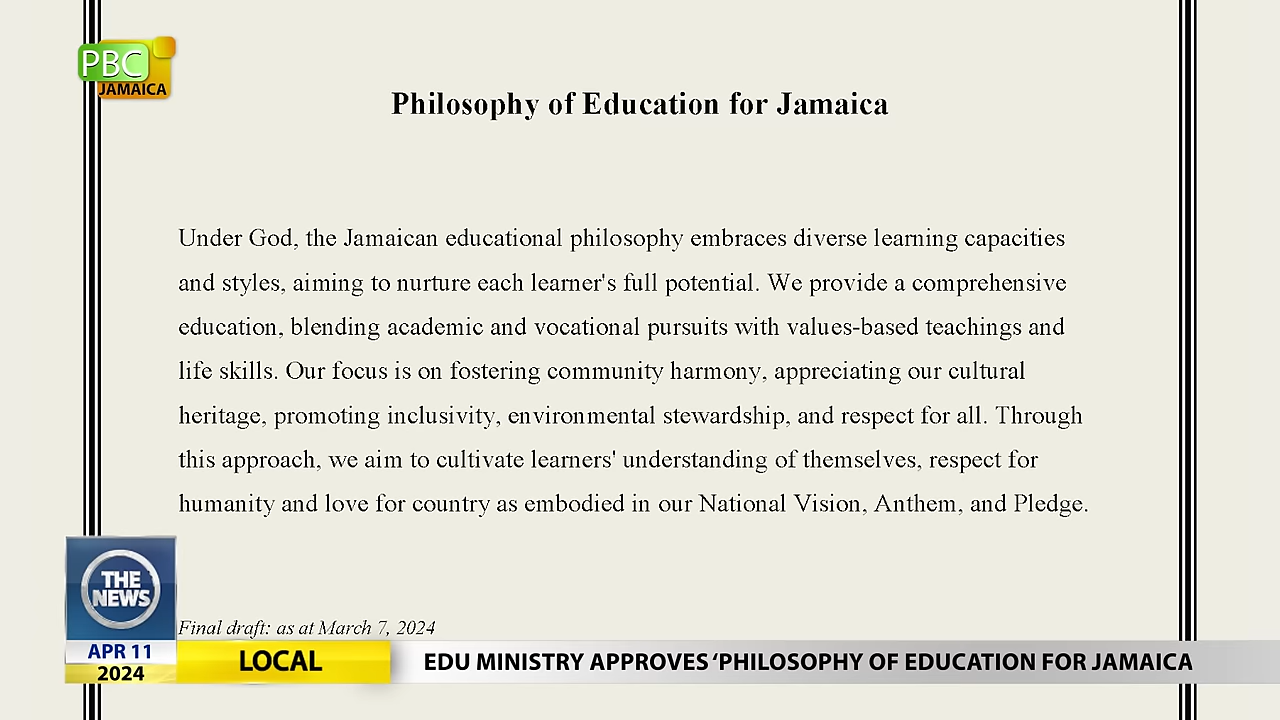 PBC
JAMAICA
Philosophy of Education for Jamaica
Under God, the Jamaican educational philosophy embraces diverse learning capacities
and styles, aiming to nurture each learner's full potential. We provide a comprehensive
education, blending academic and vocational pursuits with values-based teachings and
life skills. Our focus is on fostering community harmony, appreciating our cultural
heritage, promoting inclusivity, environmental stewardship, and respect for all. Through
this approach, we aim to cultivate learners' understanding of themselves, respect for
humanity and love for country as embodied in our National Vision, Anthem, and Pledge.
Final draft: as at March 7, 2024
THE
NEWS
APR 11
2024
LOCAL
EDU MINISTRY APPROVES ‘PHILOSOPHY OF EDUCATION FOR JAMAICA